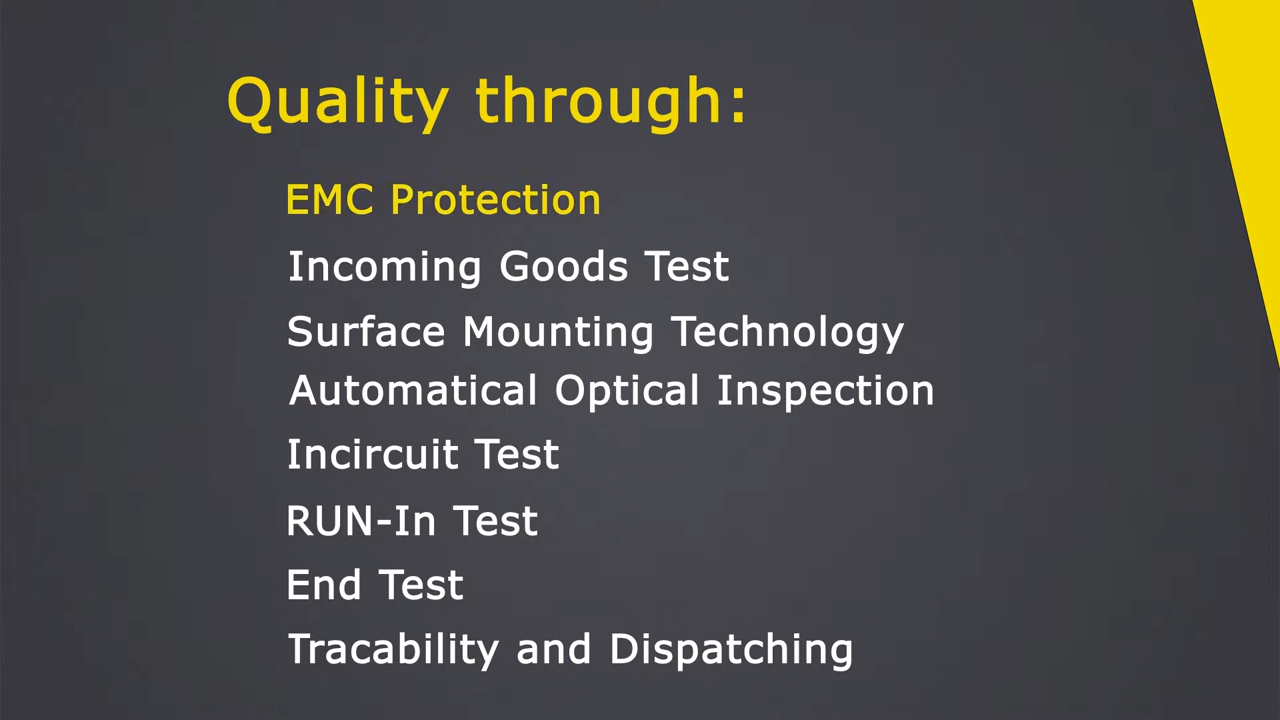 Quality through:
EMC Protection
Incoming Goods Test
Surface Mounting Technology
Automatical Optical Inspection
Incircuit Test
RUN-In Test
End Test
Tracability and Dispatching